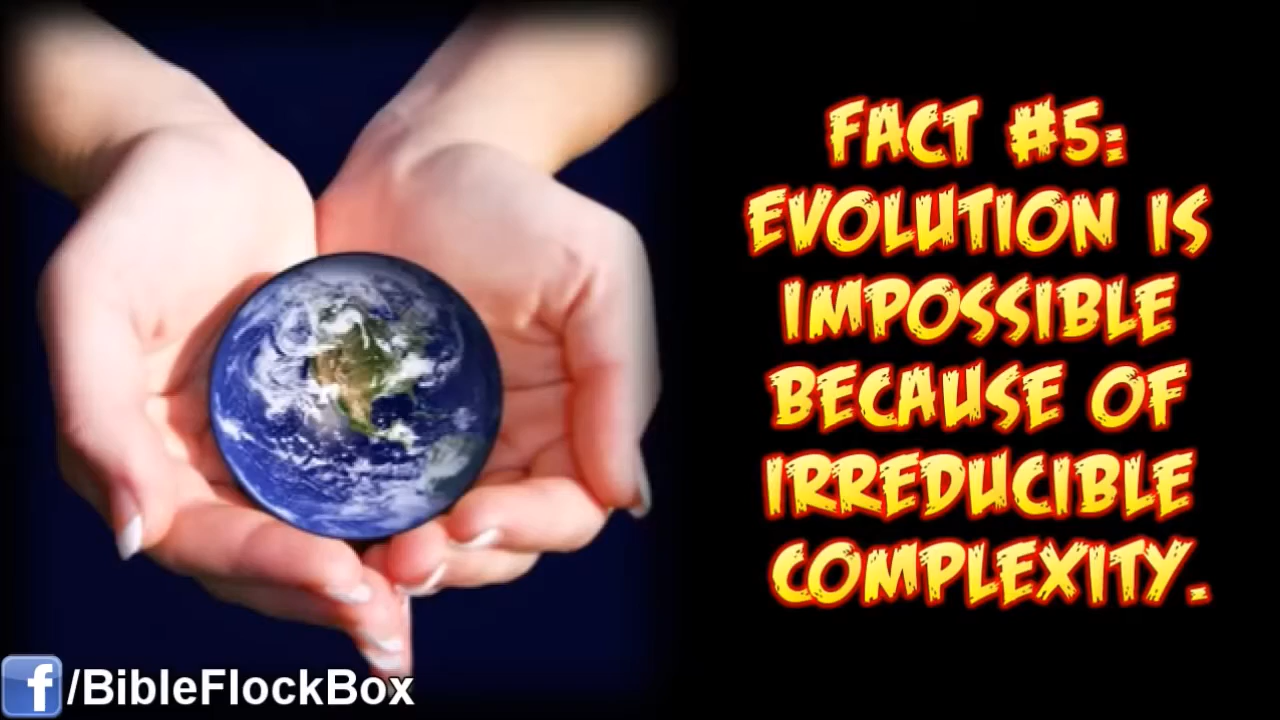 FACT #5:
EVOLUTION IS
IMPOSSIBLE
BECAUSE OF
IRREDUCIBLE
COMPLEXITY.
f/BibleFlockBox